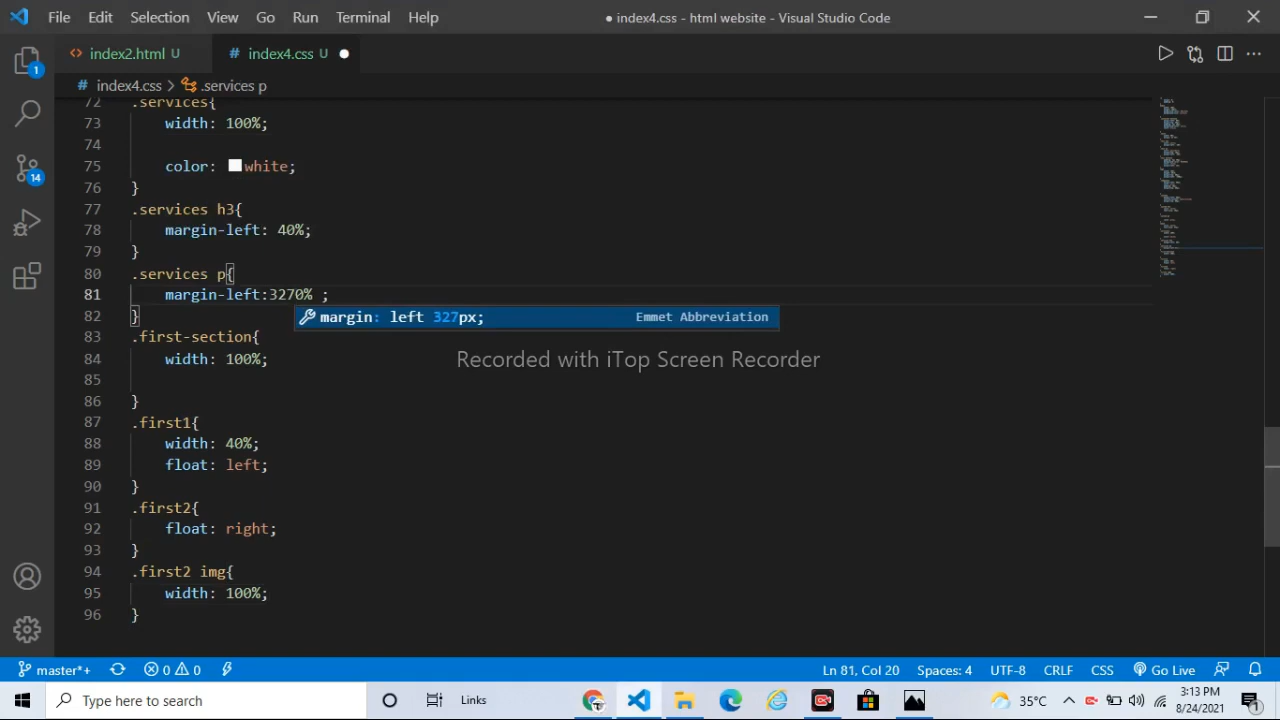 File Edit Selection View Go Run Terminal Help
● index4.css - html website - Visual Studio Code
<> index2.html U
# index4.css U ●
# index4.css > .services p
72 .services{
73 width: 100%;
74
75 color: white;
76 }
77 .services h3{
78 margin-left: 40%;
79 }
80 .services p{
81 margin-left:3270% ;
margin: left 327px; Emmet Abbreviation
82 }
83 .first-section{
84 width: 100%;
85
86 }
87 .first1{
88 width: 40%;
89 float: left;
90 }
91 .first2{
92 float: right;
93 }
94 .first2 img{
95 width: 100%;
96 }
1
14
Recorded with iTop Screen Recorder
master*+ 0 0 Ln 81, Col 20 Spaces: 4 UTF-8 CRLF CSS Go Live
Type here to search Links 35°C 3:13 PM
8/24/2021 1